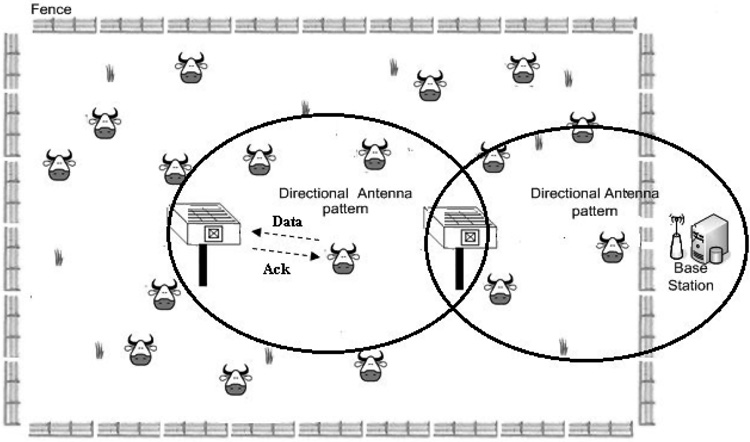 Fence
Directional Antenna
pattern
Directional Antenna
pattern
Data
Ack
Base
Station